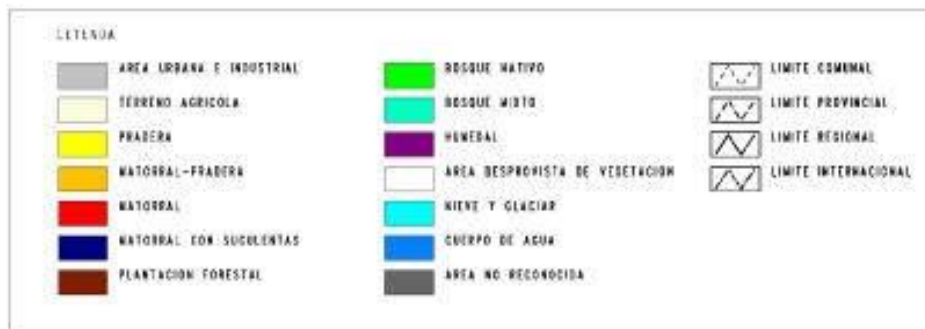 LEYENDA
AREA URBANA E INDUSTRIAL
TERRENO AGRICOLA
PRADERA
MATORRAL-PRADERA
MATORRAL
MATORRAL CON SUCULENTAS
PLANTACION FORESTAL
BOSQUE NATIVO
BOSQUE MIXTO
HUMEDAL
AREA DESPROVISTA DE VEGETACION
NIEVE Y GLACIAR
CUERPO DE AGUA
AREA NO RECONOCIDA
LIMITE COMUNAL
LIMITE PROVINCIAL
LIMITE REGIONAL
LIMITE INTERNACIONAL